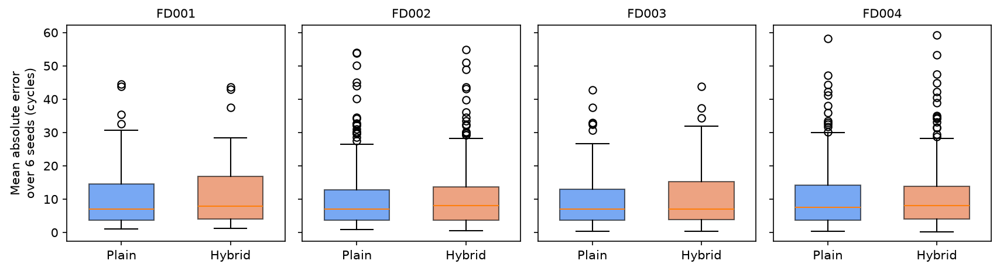 FD001
FD002
FD003
FD004
Mean absolute error
over 6 seeds (cycles)
60
50
40
30
20
10
0
Plain
Hybrid
Plain
Hybrid
Plain
Hybrid
Plain
Hybrid